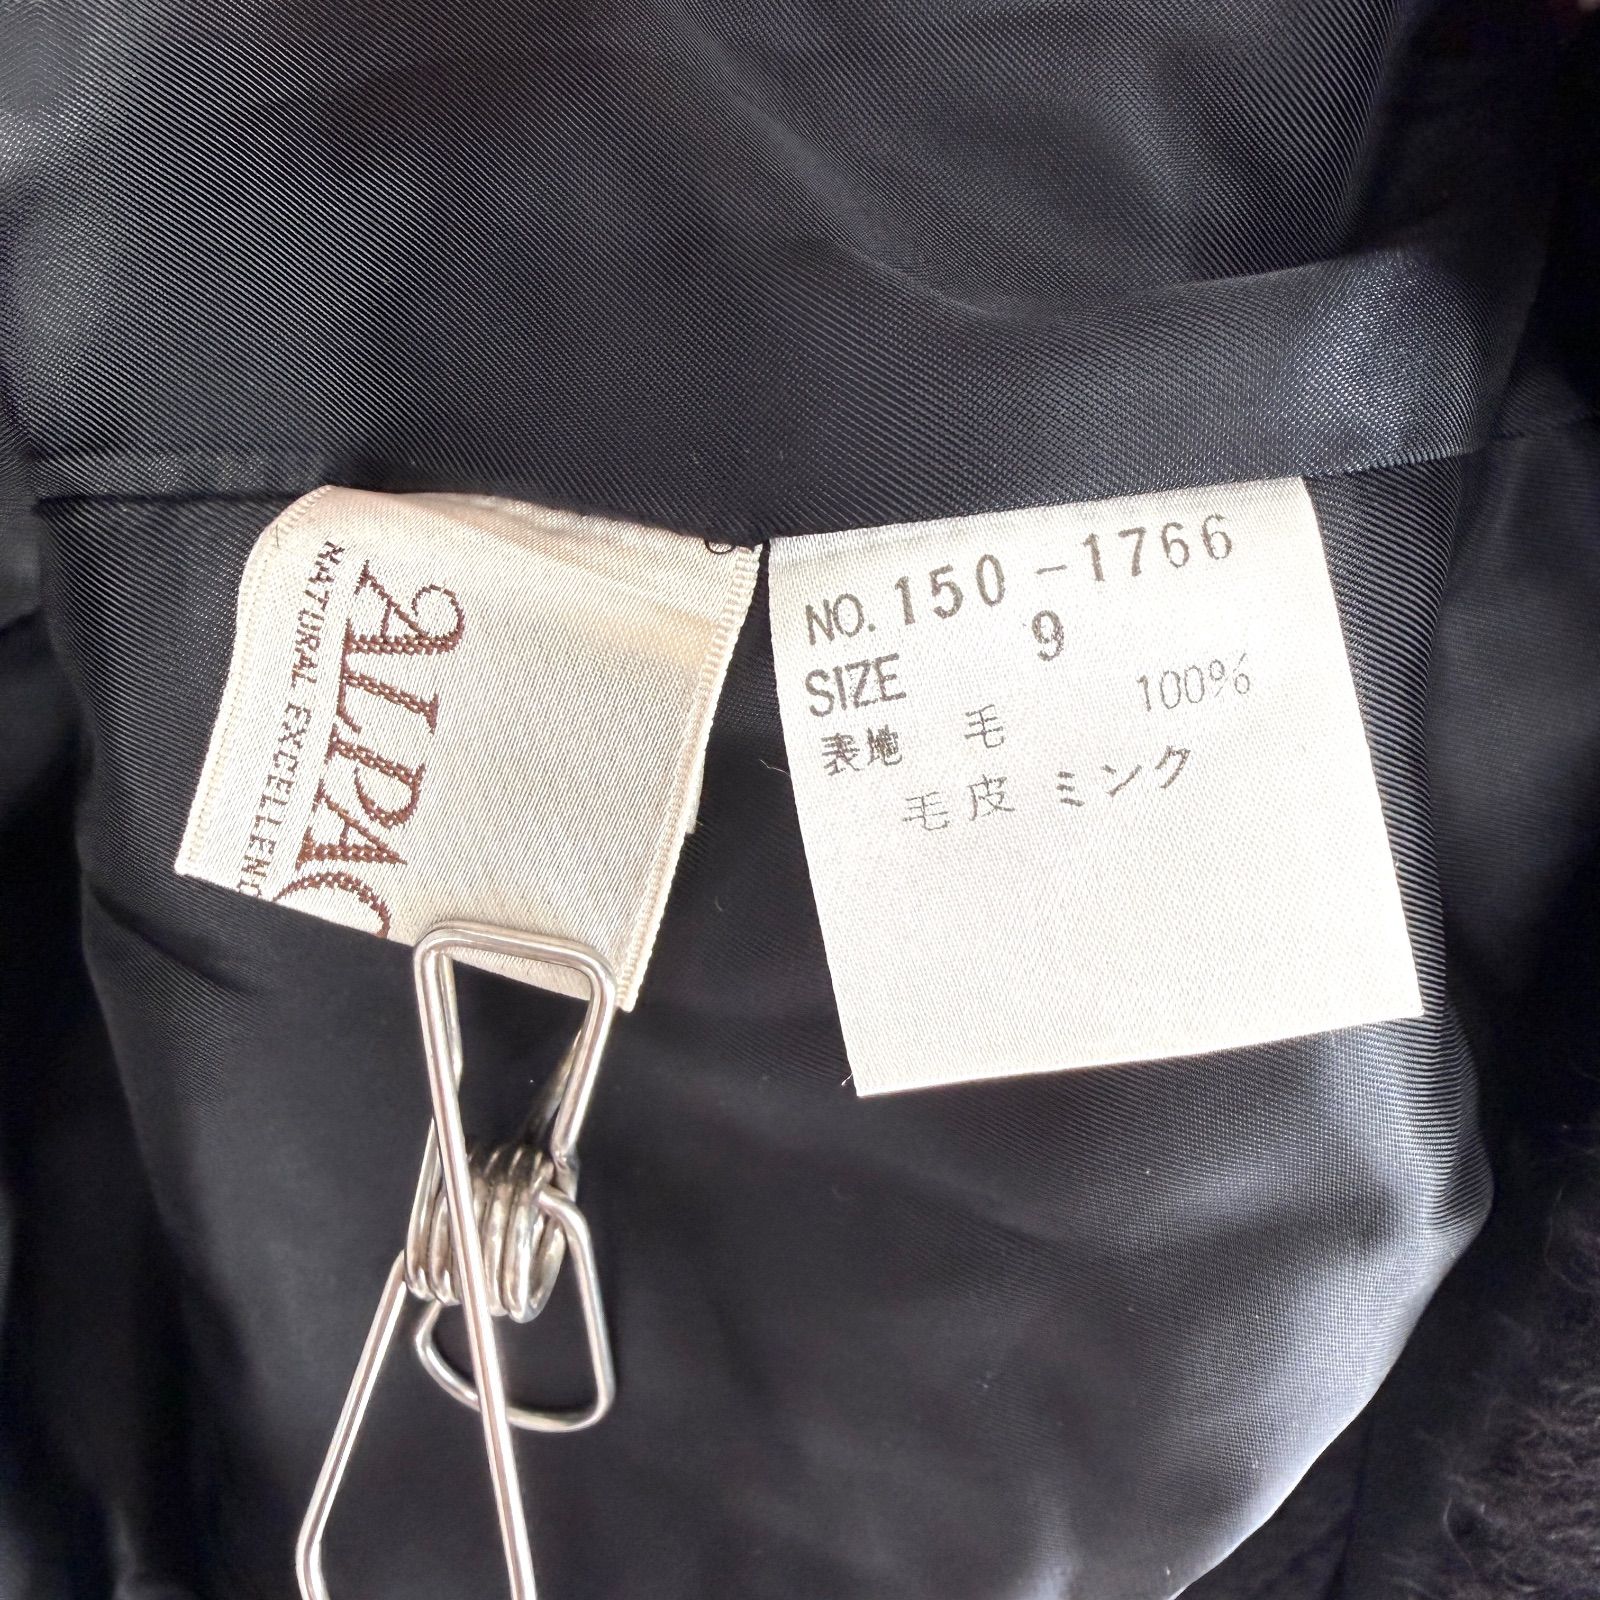 ALPAC
NATURAL EXCELLENC
NO. 150-1766
SIZE 9
表地 毛 100%
毛皮 ミンク